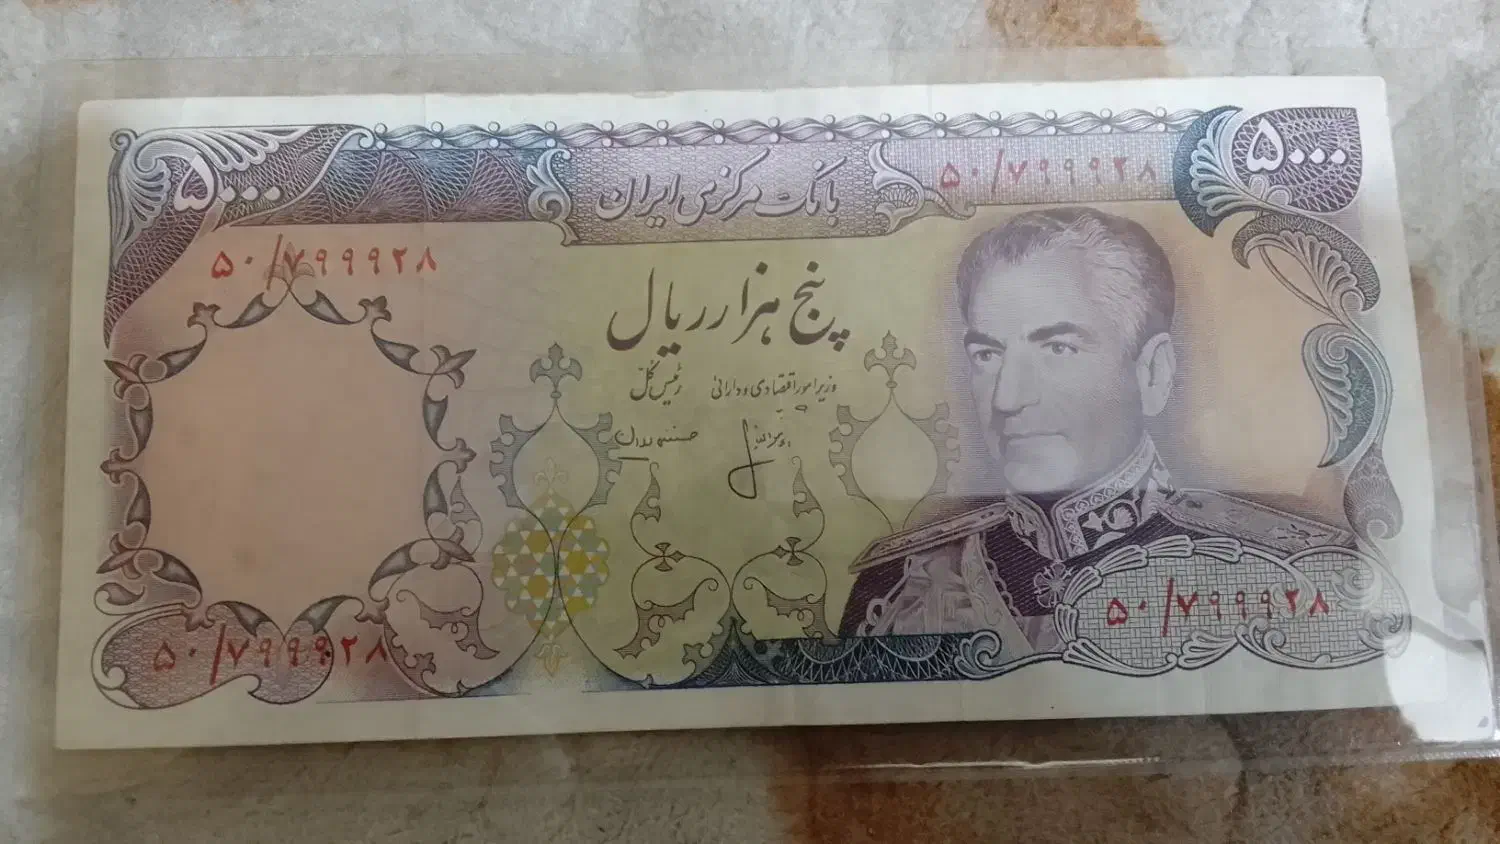 ۵۰۰۰
بانک مرکزی ایران
۵۰/۷۹۹۹۲۸
۵۰۰۰
۵۰/۷۹۹۹۲۸
پنج هزار ریال
وزیر امور اقتصادی و دارائی
رئیس کل
۵۰/۷۹۹۹۲۸
۵۰/۷۹۹۹۲۸